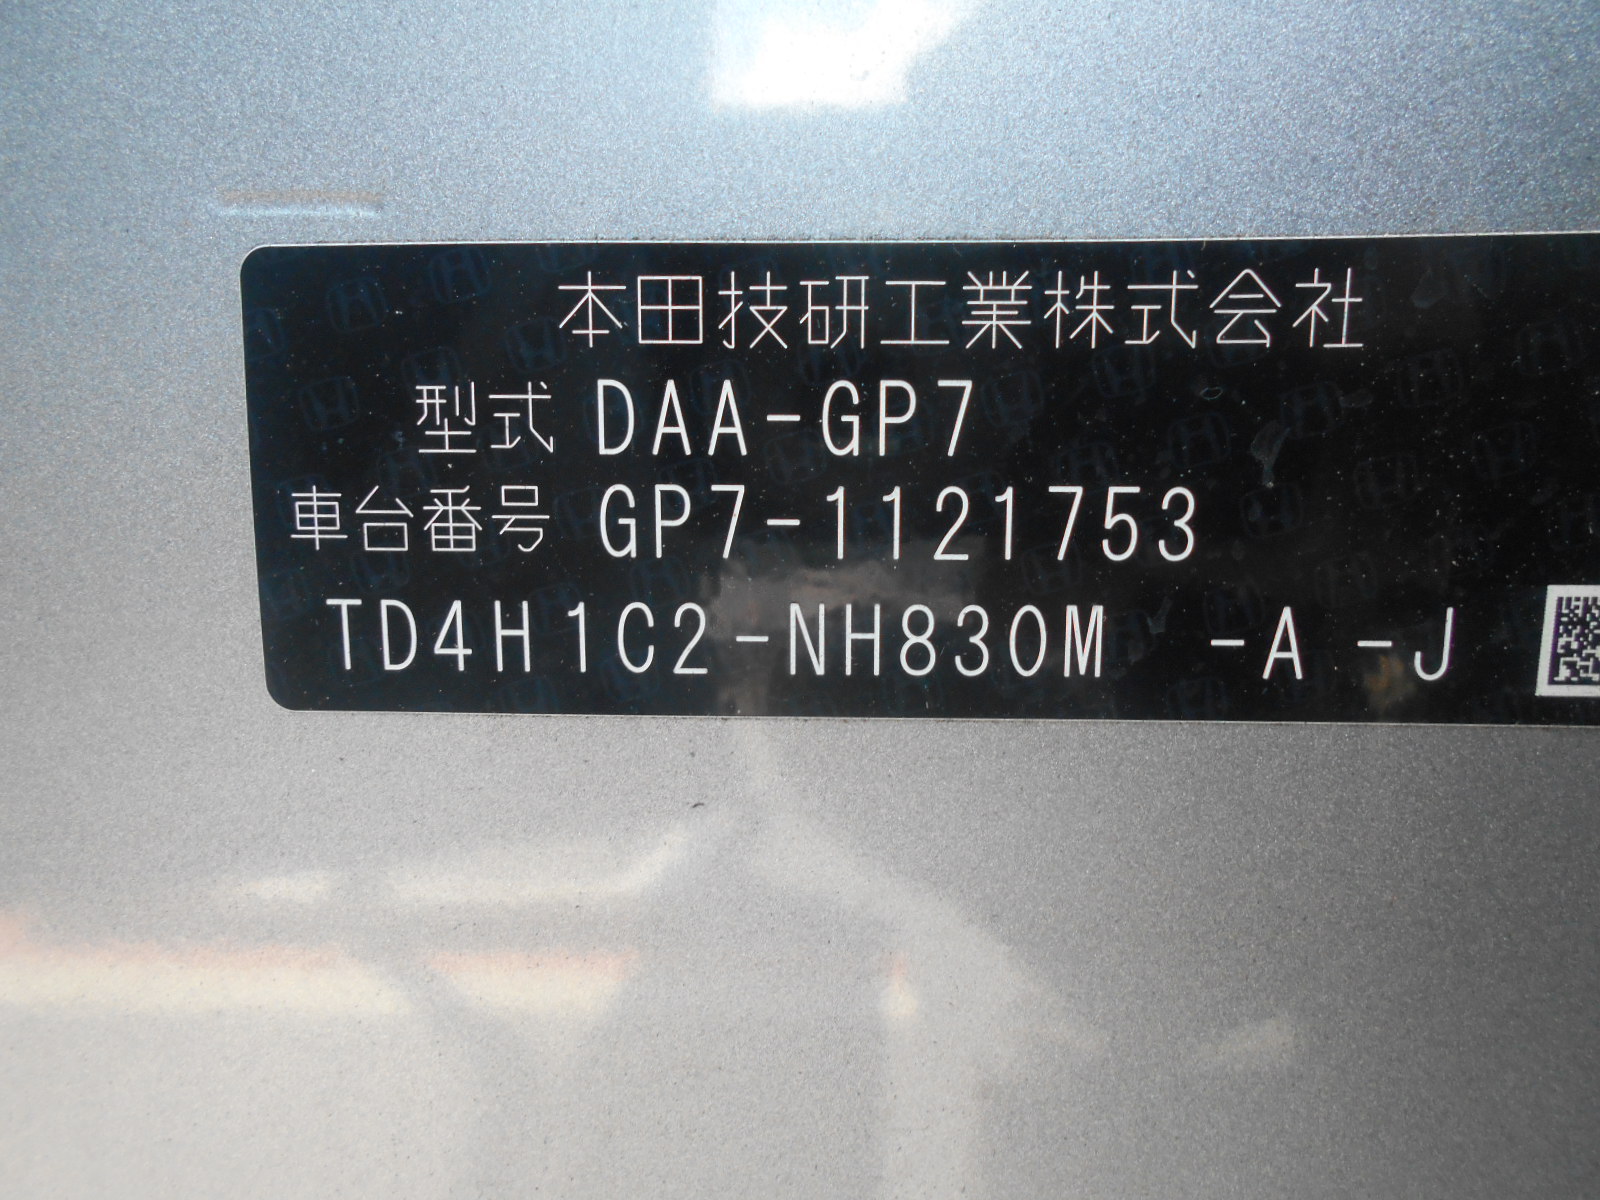 本田技研工業株式会社
型式 DAA-GP7
車台番号 GP7-1121753
TD4H1C2-NH830M -A -J